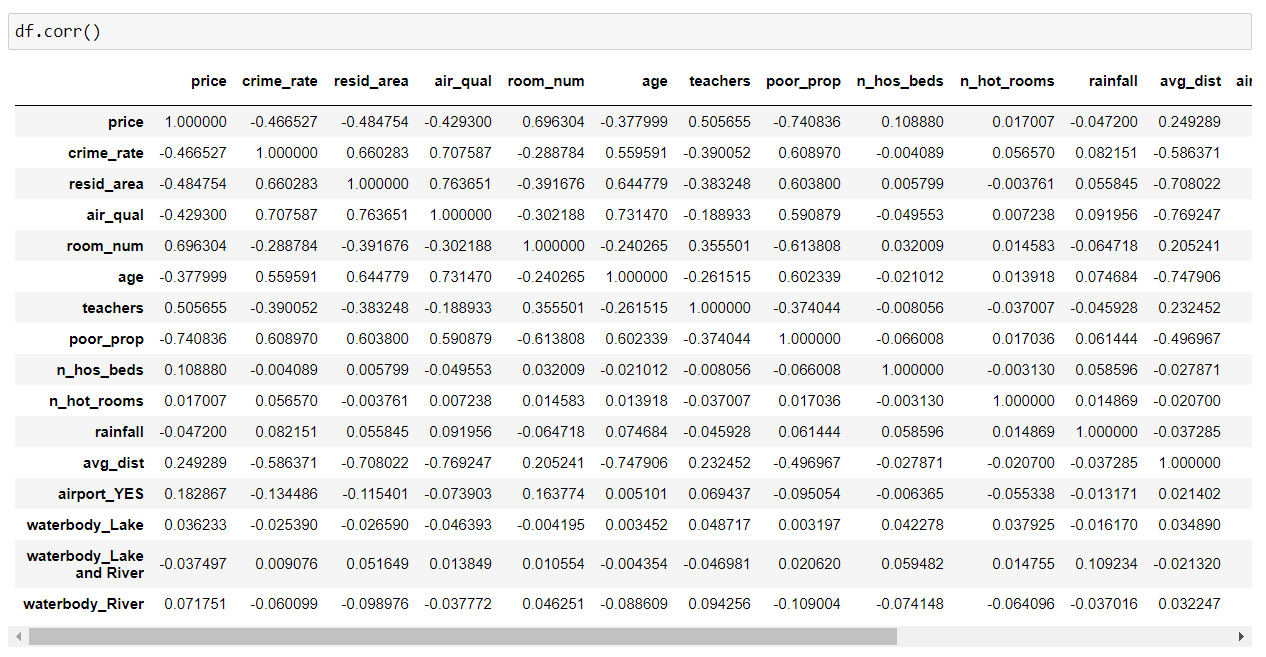 df.corr()
price crime_rate resid_area air_qual room_num age teachers poor_prop n_hos_beds n_hot_rooms rainfall avg_dist
price 1.000000 -0.466527 -0.484754 -0.429300 0.696304 -0.377999 0.505655 -0.740836 0.108880 0.017007 -0.047200 0.249289
crime_rate -0.466527 1.000000 0.660283 0.707587 -0.288784 0.559591 -0.390052 0.608970 -0.004089 0.056570 0.082151 -0.586371
resid_area -0.484754 0.660283 1.000000 0.763651 -0.391676 0.644779 -0.383248 0.603800 0.005799 -0.003761 0.055845 -0.708022
air_qual -0.429300 0.707587 0.763651 1.000000 -0.302188 0.731470 -0.188933 0.590879 -0.049553 0.007238 0.091956 -0.769247
room_num 0.696304 -0.288784 -0.391676 -0.302188 1.000000 -0.240265 0.355501 -0.613808 0.032009 0.014583 -0.064718 0.205241
age -0.377999 0.559591 0.644779 0.731470 -0.240265 1.000000 -0.261515 0.602339 -0.021012 0.013918 0.074684 -0.747906
teachers 0.505655 -0.390052 -0.383248 -0.188933 0.355501 -0.261515 1.000000 -0.374044 -0.008056 -0.037007 -0.045928 0.232452
poor_prop -0.740836 0.608970 0.603800 0.590879 -0.613808 0.602339 -0.374044 1.000000 -0.066008 0.017036 0.061444 -0.496967
n_hos_beds 0.108880 -0.004089 0.005799 -0.049553 0.032009 -0.021012 -0.008056 -0.066008 1.000000 -0.003130 0.058596 -0.027871
n_hot_rooms 0.017007 0.056570 -0.003761 0.007238 0.014583 0.013918 -0.037007 0.017036 -0.003130 1.000000 0.014869 -0.020700
rainfall -0.047200 0.082151 0.055845 0.091956 -0.064718 0.074684 -0.045928 0.061444 0.058596 0.014869 1.000000 -0.037285
avg_dist 0.249289 -0.586371 -0.708022 -0.769247 0.205241 -0.747906 0.232452 -0.496967 -0.027871 -0.020700 -0.037285 1.000000
airport_YES 0.182867 -0.134486 -0.115401 -0.073903 0.163774 0.005101 0.069437 -0.095054 -0.006365 -0.055338 -0.013171 0.021402
waterbody_Lake 0.036233 -0.025390 -0.026590 -0.046393 -0.004195 0.003452 0.048717 0.003197 0.042278 0.037925 -0.016170 0.034890
waterbody_Lake
and River -0.037497 0.009076 0.051649 0.013849 0.010554 -0.004354 -0.046981 0.020620 0.059482 0.014755 0.109234 -0.021320
waterbody_River 0.071751 -0.060099 -0.098976 -0.037772 0.046251 -0.088609 0.094256 -0.109004 -0.074148 -0.064096 -0.037016 0.032247